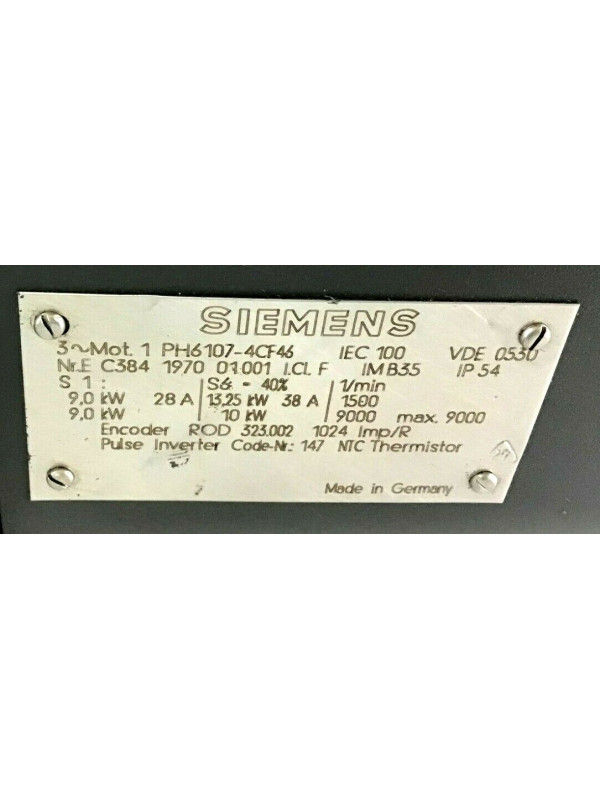 SIEMENS
3~Mot. 1 PH6107-4CF46 IEC 100 VDE 0530
Nr.E C384 1970 01001 I.CL F IM B35 IP 54
S 1 : S6: - 40% 1/min
9,0 kW 28 A 13,25 kW 38 A 1500
9,0 kW 10 kW 9000 max. 9000
Encoder ROD 323.002 1024 Imp/R
Pulse Inverter Code-Nr.: 147 NTC Thermistor
Made in Germany